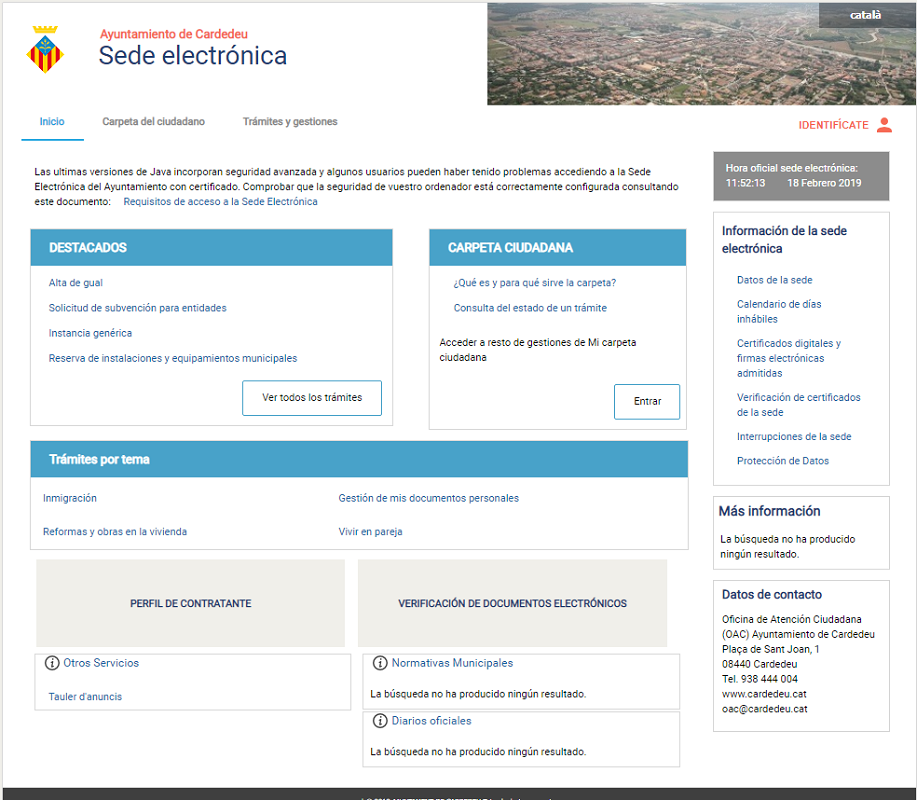 català
Ayuntamiento de Cardedeu
Sede electrónica
Inicio
Carpeta del ciudadano
Trámites y gestiones
IDENTIFÍCATE
Las ultimas versiones de Java incorporan seguridad avanzada y algunos usuarios pueden haber tenido problemas accediendo a la Sede
Electrónica del Ayuntamiento con certificado. Comprobar que la seguridad de vuestro ordenador está correctamente configurada consultando
este documento: Requisitos de acceso a la Sede Electrónica
DESTACADOS
Alta de gual
Solicitud de subvención para entidades
Instancia genérica
Reserva de instalaciones y equipamientos municipales
Ver todos los trámites
CARPETA CIUDADANA
¿Qué es y para qué sirve la carpeta?
Consulta del estado de un trámite
Acceder a resto de gestiones de Mi carpeta
ciudadana
Entrar
Trámites por tema
Inmigración
Gestión de mis documentos personales
Reformas y obras en la vivienda
Vivir en pareja
PERFIL DE CONTRATANTE
VERIFICACIÓN DE DOCUMENTOS ELECTRÓNICOS
Otros Servicios
Tauler d'anuncis
Normativas Municipales
La búsqueda no ha producido ningún resultado.
Diarios oficiales
La búsqueda no ha producido ningún resultado.
Hora oficial sede electrónica:
11:52:13 18 Febrero 2019
Información de la sede
electrónica
Datos de la sede
Calendario de días
inhábiles
Certificados digitales y
firmas electrónicas
admitidas
Verificación de certificados
de la sede
Interrupciones de la sede
Protección de Datos
Más información
La búsqueda no ha producido
ningún resultado.
Datos de contacto
Oficina de Atención Ciudadana
(OAC) Ayuntamiento de Cardedeu
Plaça de Sant Joan, 1
08440 Cardedeu
Tel. 938 444 004
www.cardedeu.cat
oac@cardedeu.cat